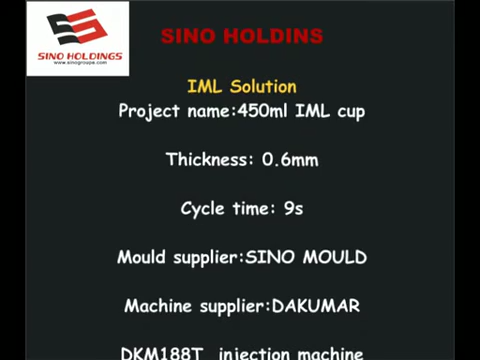 SINO HOLDINGS
www.sinogroups.com
SINO HOLDINS
IML Solution
Project name:450ml IML cup
Thickness: 0.6mm
Cycle time: 9s
Mould supplier:SINO MOULD
Machine supplier:DAKUMAR
DKM188T injection machine